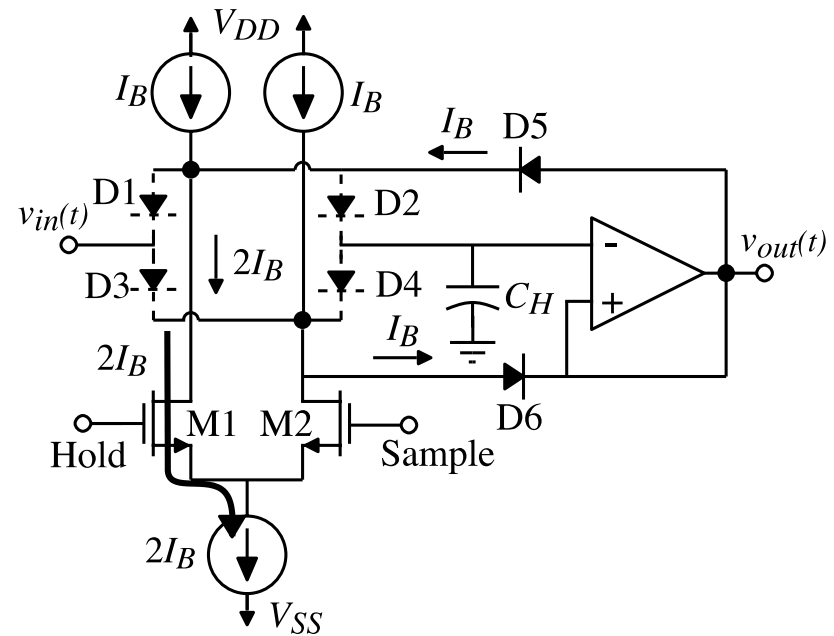 V_DD
I_B
I_B
I_B
D5
D1
D2
v_in(t)
2I_B
v_out(t)
-
D3
D4
C_H
+
I_B
2I_B
D6
M1
M2
Hold
Sample
2I_B
V_SS